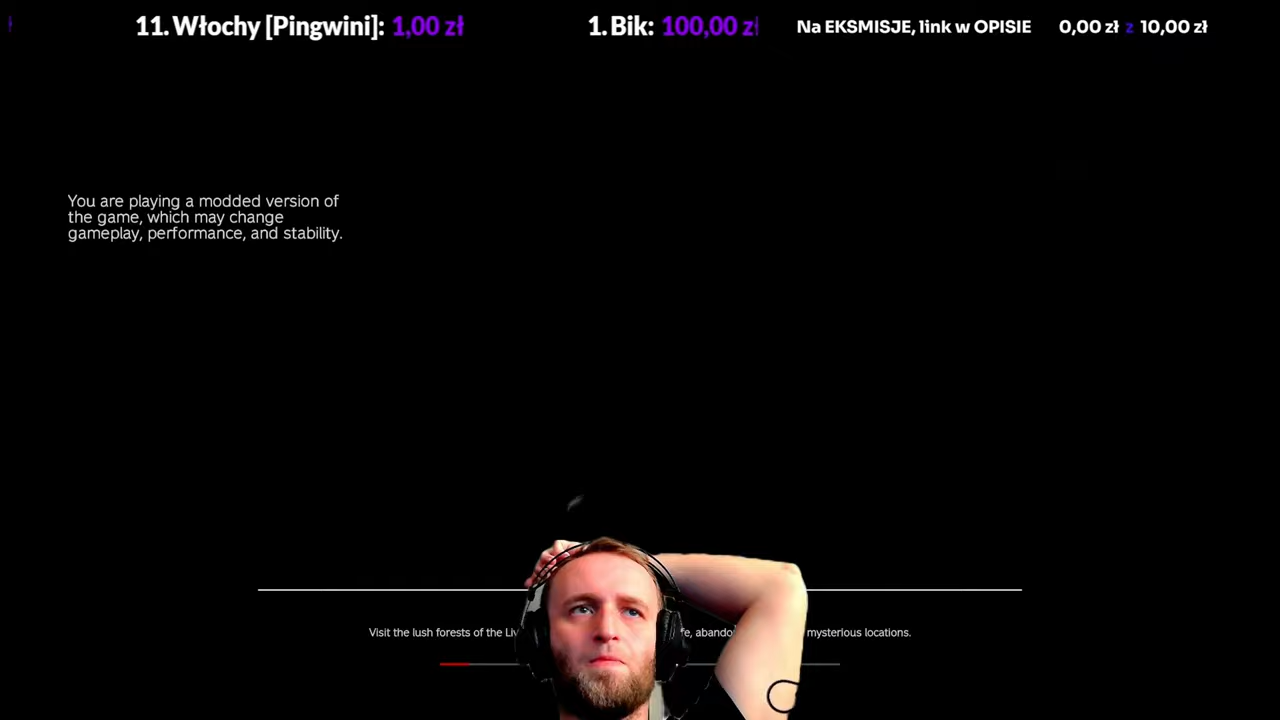 11. Włochy [Pingwini]: 1,00 zł 1. Bik: 100,00 zł Na EKSMISJE, link w OPISIE 0,00 zł z 10,00 zł
You are playing a modded version of
the game, which may change
gameplay, performance, and stability.
Visit the lush forests of the mysterious locations.